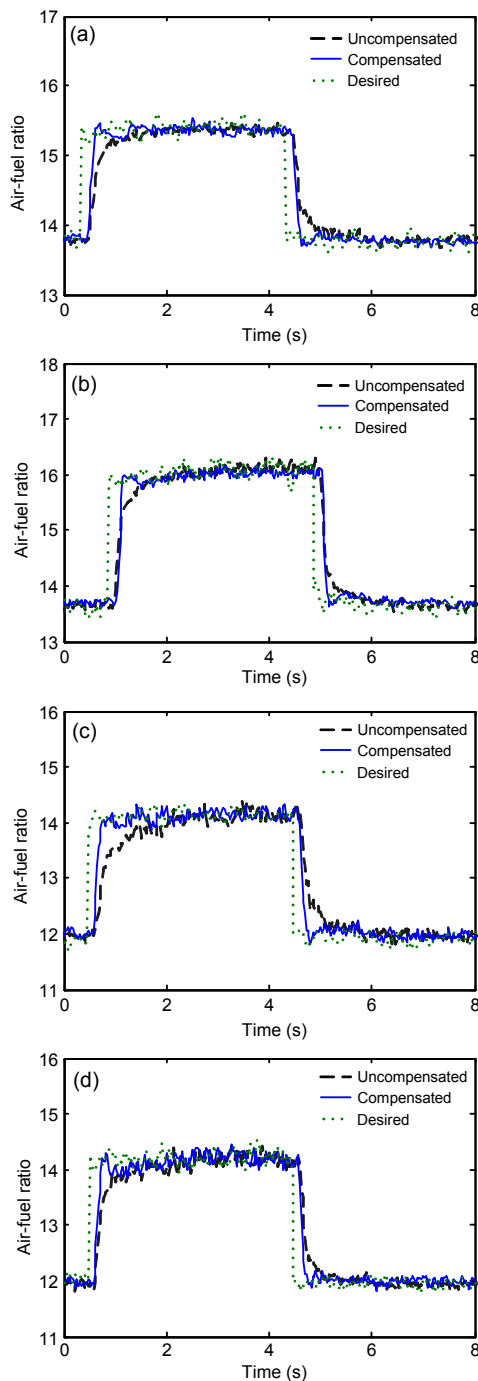 17
(a)
Uncompensated
16
Compensated
Desired
Air-fuel ratio
15
14
13
0 2 4 6 8
Time (s)
18
(b)
Uncompensated
17
Compensated
Desired
Air-fuel ratio
16
15
14
13
0 2 4 6 8
Time (s)
16
(c)
Uncompensated
15
Compensated
Desired
Air-fuel ratio
14
13
12
11
0 2 4 6 8
Time (s)
16
(d)
Uncompensated
Compensated
15
Desired
Air-fuel ratio
14
13
12
11
0 2 4 6 8
Time (s)